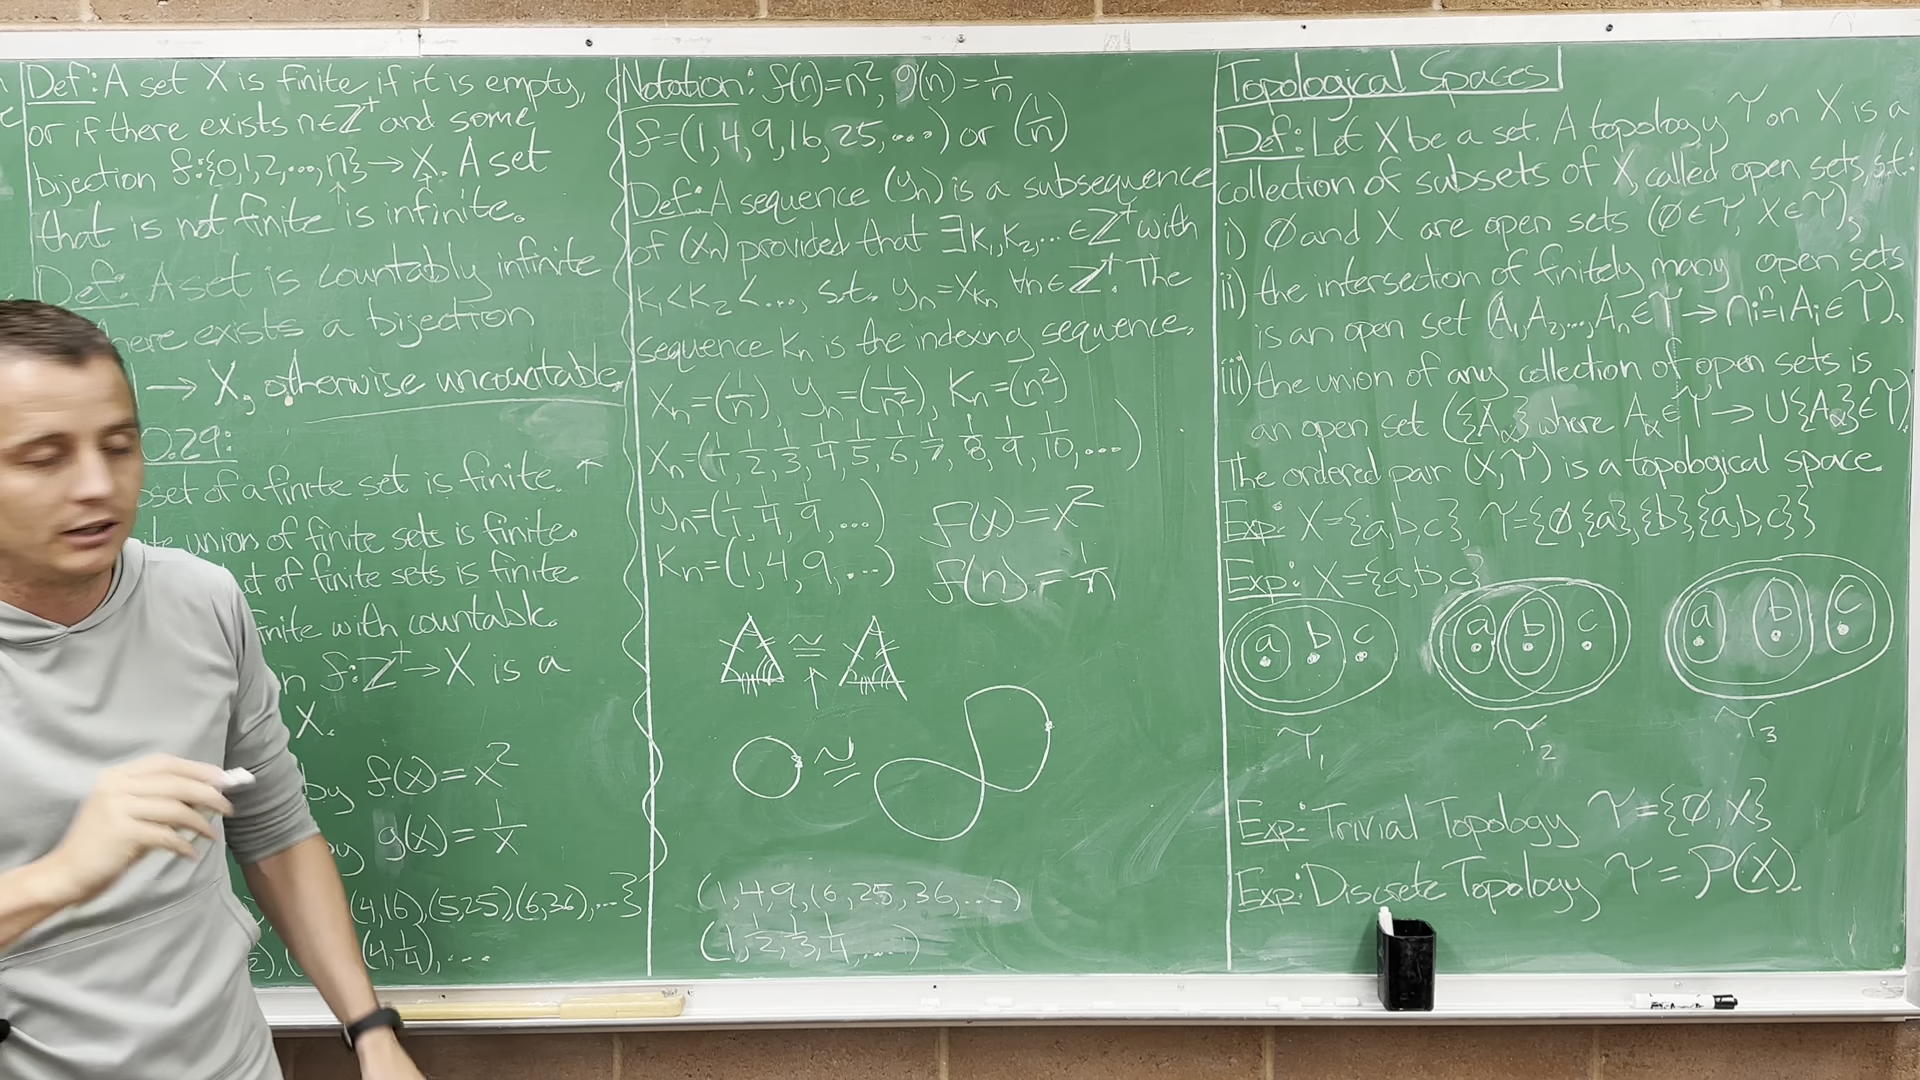 Def: A set X is finite if it is empty,
or if there exists n∈ℤ⁺ and some
bijection f:{0,1,2,...,n}→X. A set
that is not finite is infinite.
Def: A set is countably infinite
here exists a bijection
→X, otherwise uncountable.
0.29:
set of a finite set is finite.
union of finite sets is finite.
of finite sets is finite.
finite with countable.
f:ℤ⁺→X is a
X.
by f(x)=x²
by g(x)=1/x
(4,16),(5,25),(6,36),...}
(4,1/4),...
Notation: f(n)=n², g(n)=1/n
f=(1,4,9,16,25,...) or (1/n)
Def: A sequence (yₙ) is a subsequence
of (xₙ) provided that ∃k₁,k₂,...∈ℤ⁺ with
k₁<k₂<..., s.t. yₙ=x_kₙ ∀n∈ℤ⁺. The
sequence kₙ is the indexing sequence.
xₙ=(1/n), yₙ=(1/n²), kₙ=(n²)
xₙ=(1/1,1/2,1/3,1/4,1/5,1/6,1/7,1/8,1/9,1/10,...)
yₙ=(1/1,1/4,1/9,...)
f(x)=x²
kₙ=(1,4,9,...)
f(n)=1/n
≅
≅
(1,4,9,16,25,36,...)
(1,1/2,1/3,1/4,...)
Topological Spaces
Def: Let X be a set. A topology 𝒯 on X is a
collection of subsets of X, called open sets, s.t.
i) ∅ and X are open sets (∅∈𝒯, X∈𝒯),
ii) the intersection of finitely many open sets
is an open set (A₁,A₂,...,Aₙ∈𝒯→∩ⁿᵢ₌₁Aᵢ∈𝒯),
iii) the union of any collection of open sets is
an open set ({A_α} where A_α∈𝒯→∪{A_α}∈𝒯)
The ordered pair (X,𝒯) is a topological space.
Exp: X={a,b,c}, 𝒯={∅,{a},{b},{a,b,c}}
Exp: X={a,b,c}
a b c a b c a b c
𝒯₁ 𝒯₂ 𝒯₃
Exp: Trivial Topology 𝒯={∅,X}
Exp: Discrete Topology 𝒯=𝒫(X).